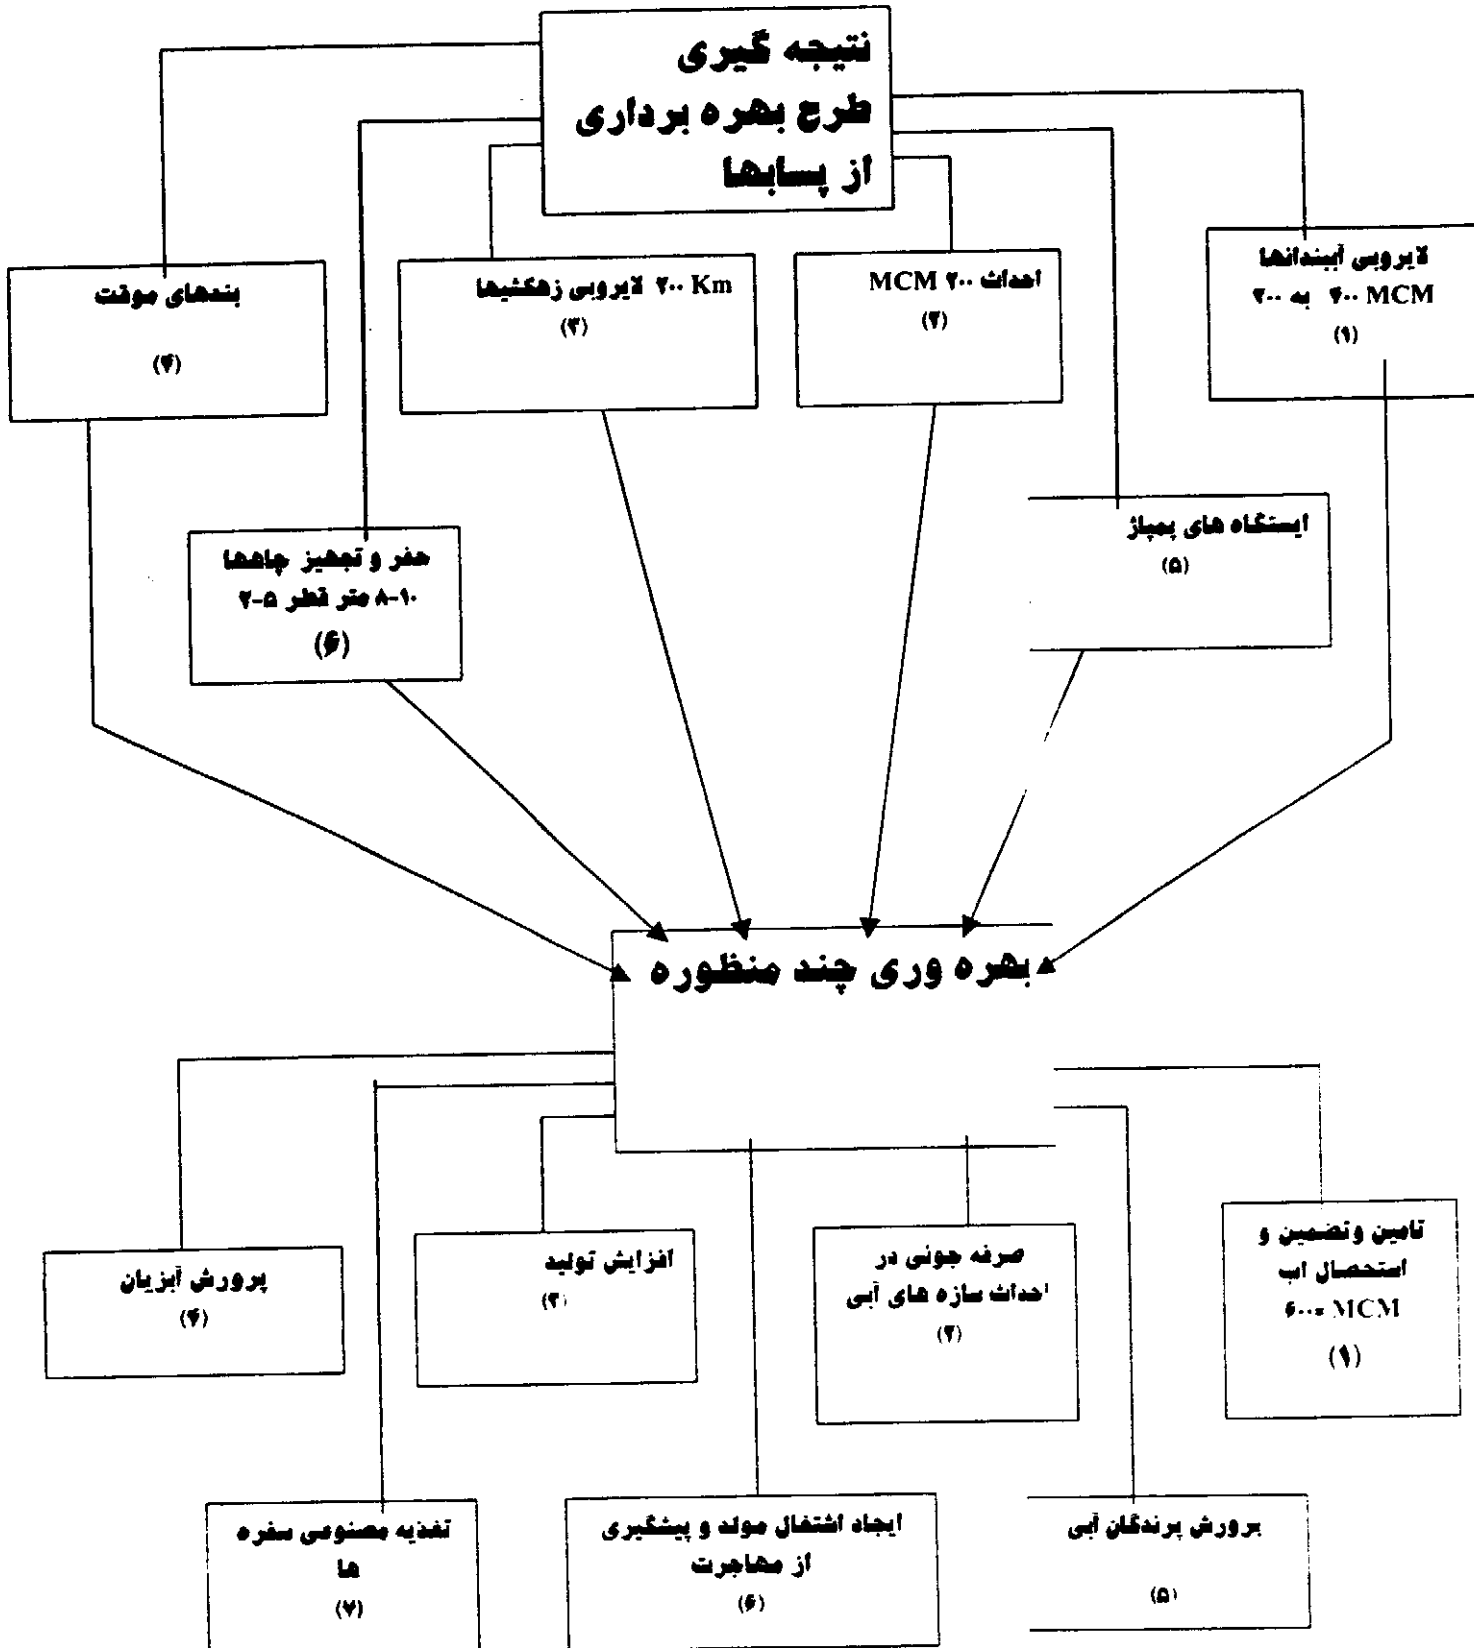 نتیجه گیری
طرح بهره برداری
از پسابها
لایروبی آببندانها
۴۰۰ MCM به ۲۰۰
(۱)
احداث ۲۰۰ MCM
(۲)
۲۰۰ Km لایروبی زهکشیها
(۳)
بندهای موقت
(۴)
ایستگاه های پمپاژ
(۵)
حفر و تجهیز چاهها
۸-۱۰ متر قطر ۵-۲
(۶)
بهره وری چند منظوره
تامین وتضمین و
استحصال اب
۶۰۰= MCM
(۱)
صرفه جوئی در
احداث سازه های آبی
(۲)
افزایش تولید
(۳)
پرورش آبزیان
(۴)
پرورش پرندگان آبی
(۵)
ایجاد اشتغال مولد و پیشگیری
از مهاجرت
(۶)
تغذیه مصنوعی سفره
ها
(۷)